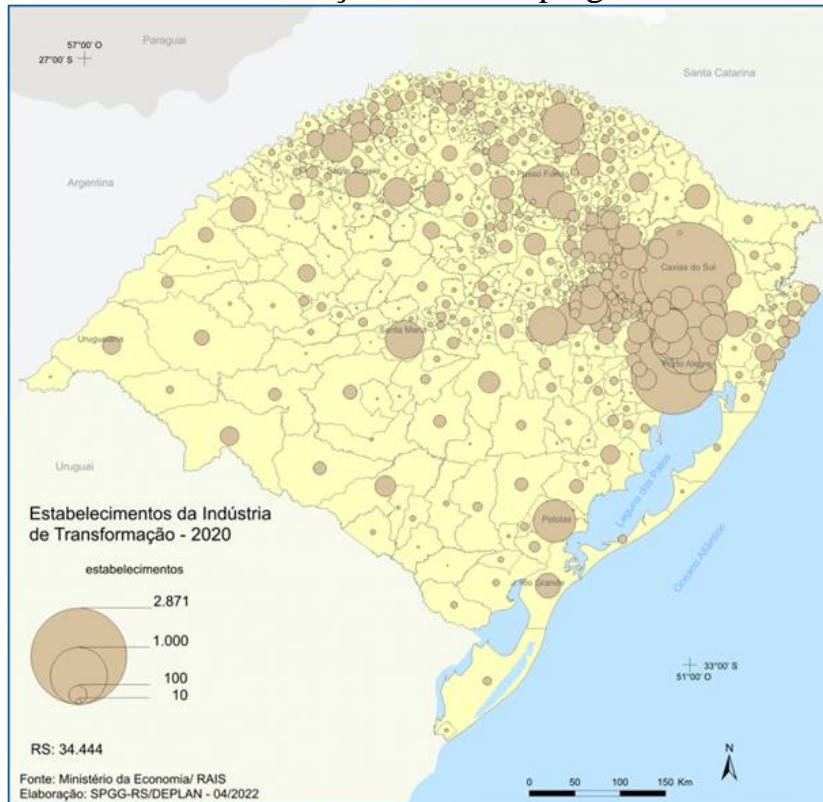 57°00' O
Paraguai
27°00' S
Santa Catarina
Argentina
Santo Ângelo
Passo Fundo
Caxias do Sul
Uruguaiana
Santa Maria
Porto Alegre
Uruguai
Laguna dos Patos
Pelotas
Oceano Atlântico
Rio Grande
Estabelecimentos da Indústria
de Transformação - 2020
estabelecimentos
2.871
1.000
100
10
33°00' S
51°00' O
RS: 34.444
N
Fonte: Ministério da Economia/ RAIS
Elaboração: SPGG-RS/DEPLAN - 04/2022
0 50 100 150 Km